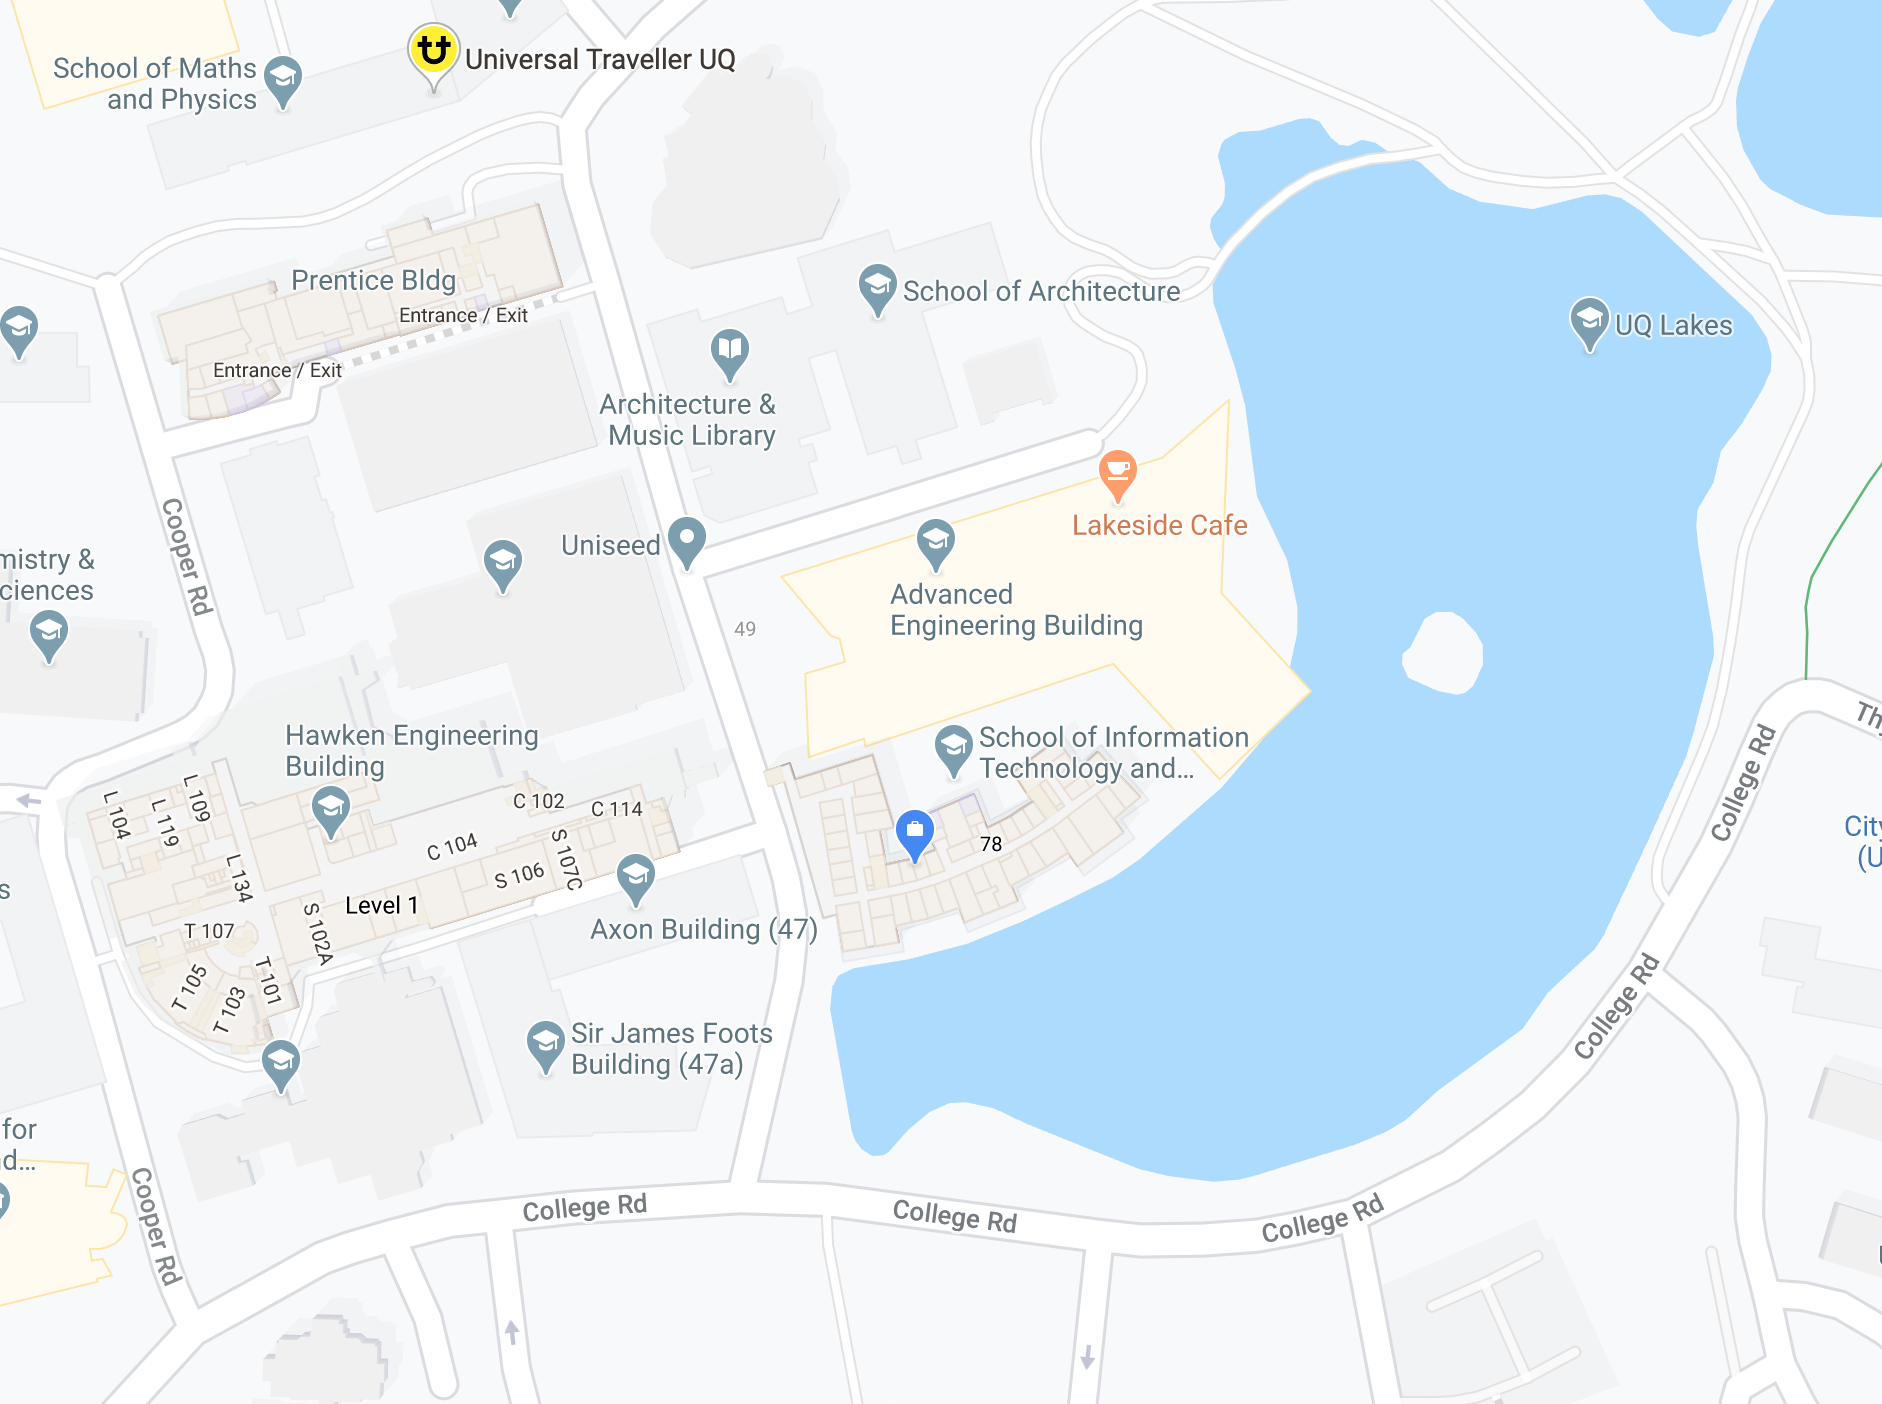 School of Maths
and Physics
Universal Traveller UQ
Prentice Bldg
Entrance / Exit
Entrance / Exit
School of Architecture
UQ Lakes
Architecture &
Music Library
Lakeside Cafe
Cooper Rd
Uniseed
mistry &
ciences
Advanced
Engineering Building
49
Hawken Engineering
Building
School of Information
Technology and...
College Rd
Th
L 104
L 119
L 109
C 102
C 114
C 104
S 107C
S 106
L 134
78
City
(U
s
Level 1
S 102A
T 107
T 105
T 103
T 101
Axon Building (47)
College Rd
Sir James Foots
Building (47a)
for
nd...
Cooper Rd
College Rd
College Rd
College Rd